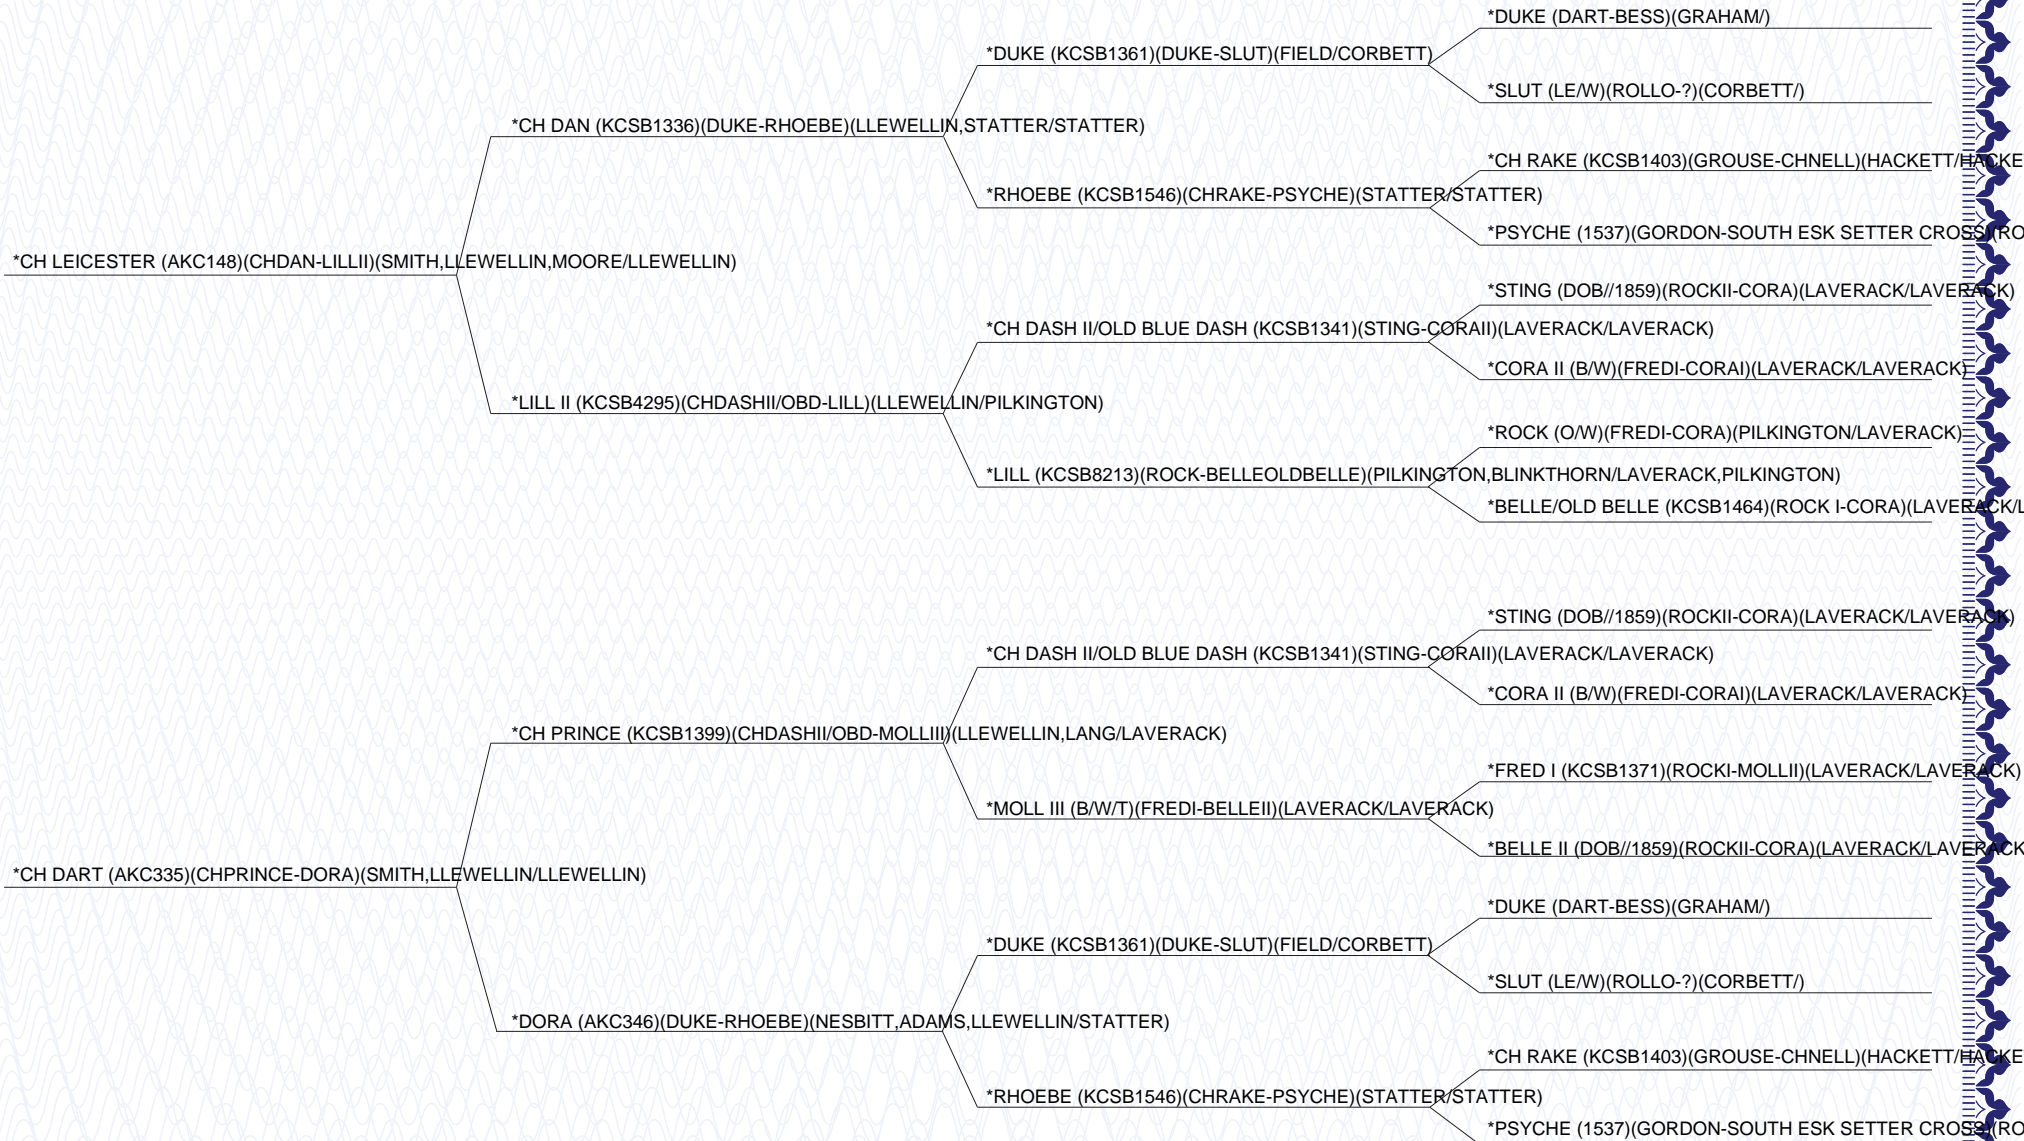 *DUKE (DART-BESS)(GRAHAM/)
*DUKE (KCSB1361)(DUKE-SLUT)(FIELD/CORBETT)
*SLUT (LE/W)(ROLLO-?)(CORBETT/)
*CH DAN (KCSB1336)(DUKE-RHOEBE)(LLEWELLIN,STATTER/STATTER)
*CH RAKE (KCSB1403)(GROUSE-CHNELL)(HACKETT/HACKE
*RHOEBE (KCSB1546)(CHRAKE-PSYCHE)(STATTER/STATTER)
*PSYCHE (1537)(GORDON-SOUTH ESK SETTER CROSS)(RO
*CH LEICESTER (AKC148)(CHDAN-LILLII)(SMITH,LLEWELLIN,MOORE/LLEWELLIN)
*STING (DOB//1859)(ROCKII-CORA)(LAVERACK/LAVERACK)
*CH DASH II/OLD BLUE DASH (KCSB1341)(STING-CORAII)(LAVERACK/LAVERACK)
*CORA II (B/W)(FREDI-CORAI)(LAVERACK/LAVERACK)
*LILL II (KCSB4295)(CHDASHII/OBD-LILL)(LLEWELLIN/PILKINGTON)
*ROCK (O/W)(FREDI-CORA)(PILKINGTON/LAVERACK)
*LILL (KCSB8213)(ROCK-BELLEOLDBELLE)(PILKINGTON,BLINKTHORN/LAVERACK,PILKINGTON)
*BELLE/OLD BELLE (KCSB1464)(ROCK I-CORA)(LAVERACK/L
*STING (DOB//1859)(ROCKII-CORA)(LAVERACK/LAVERACK)
*CH DASH II/OLD BLUE DASH (KCSB1341)(STING-CORAII)(LAVERACK/LAVERACK)
*CORA II (B/W)(FREDI-CORAI)(LAVERACK/LAVERACK)
*CH PRINCE (KCSB1399)(CHDASHII/OBD-MOLLIII)(LLEWELLIN,LANG/LAVERACK)
*FRED I (KCSB1371)(ROCKI-MOLLII)(LAVERACK/LAVERACK)
*MOLL III (B/W/T)(FREDI-BELLEII)(LAVERACK/LAVERACK)
*BELLE II (DOB//1859)(ROCKII-CORA)(LAVERACK/LAVERACK
*CH DART (AKC335)(CHPRINCE-DORA)(SMITH,LLEWELLIN/LLEWELLIN)
*DUKE (DART-BESS)(GRAHAM/)
*DUKE (KCSB1361)(DUKE-SLUT)(FIELD/CORBETT)
*SLUT (LE/W)(ROLLO-?)(CORBETT/)
*DORA (AKC346)(DUKE-RHOEBE)(NESBITT,ADAMS,LLEWELLIN/STATTER)
*CH RAKE (KCSB1403)(GROUSE-CHNELL)(HACKETT/HACKE
*RHOEBE (KCSB1546)(CHRAKE-PSYCHE)(STATTER/STATTER)
*PSYCHE (1537)(GORDON-SOUTH ESK SETTER CROSS)(RO